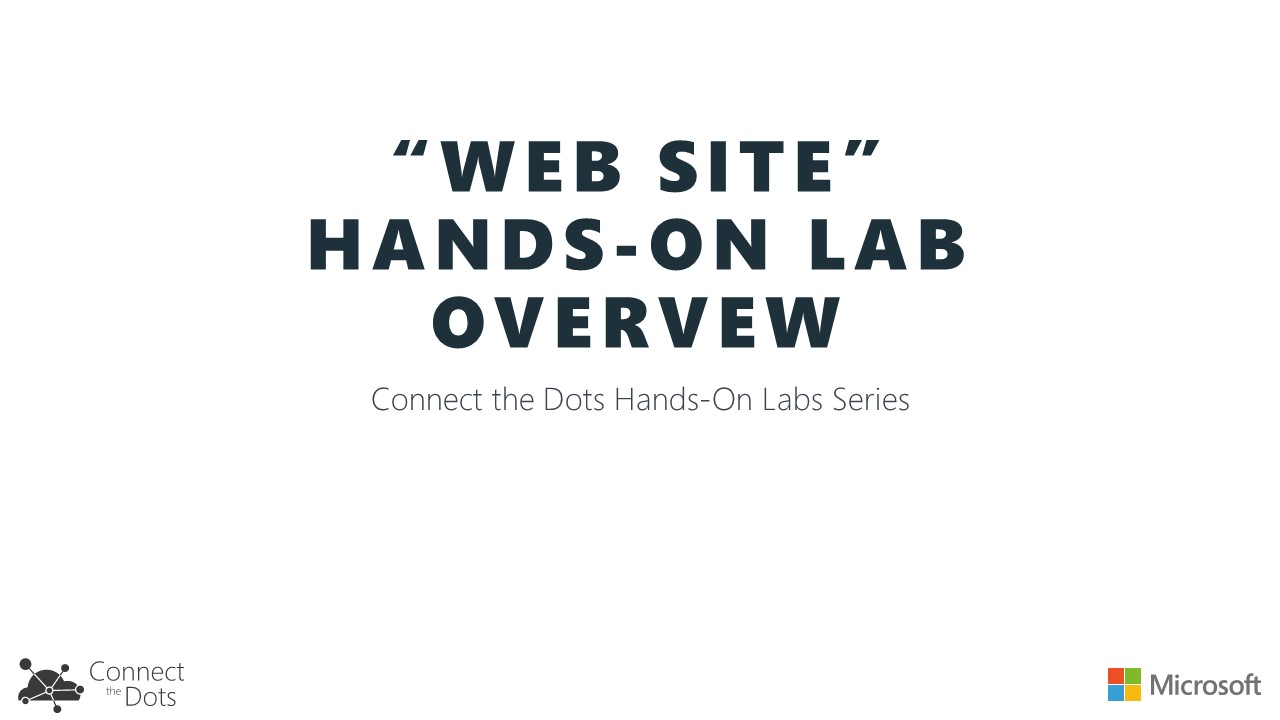 “WEB SITE”
HANDS-ON LAB
OVERVEW
Connect the Dots Hands-On Labs Series
Connect
the Dots
Microsoft